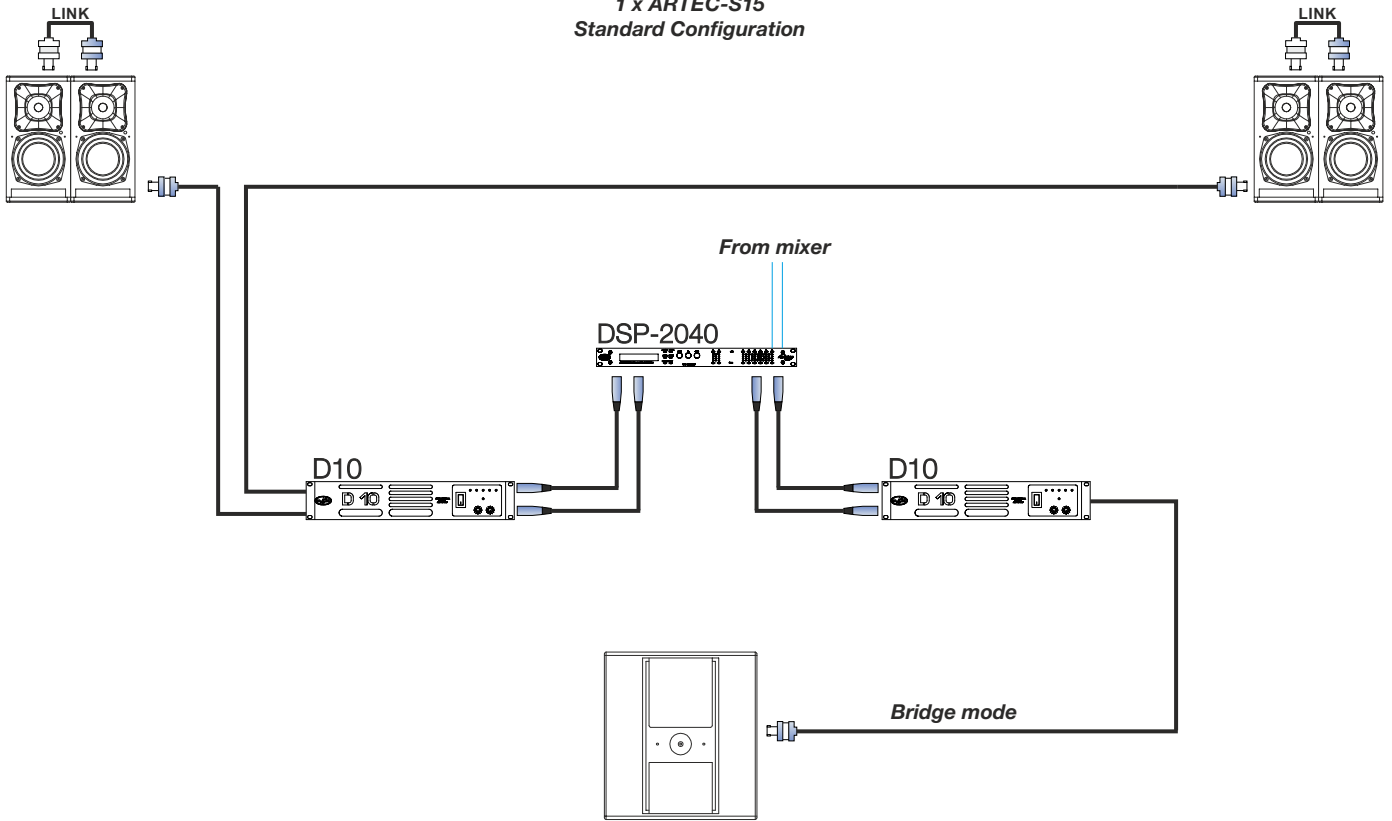 1 x ARTEC-S15
Standard Configuration
LINK
LINK
From mixer
DSP-2040
D10
D 10
D10
D 10
Bridge mode